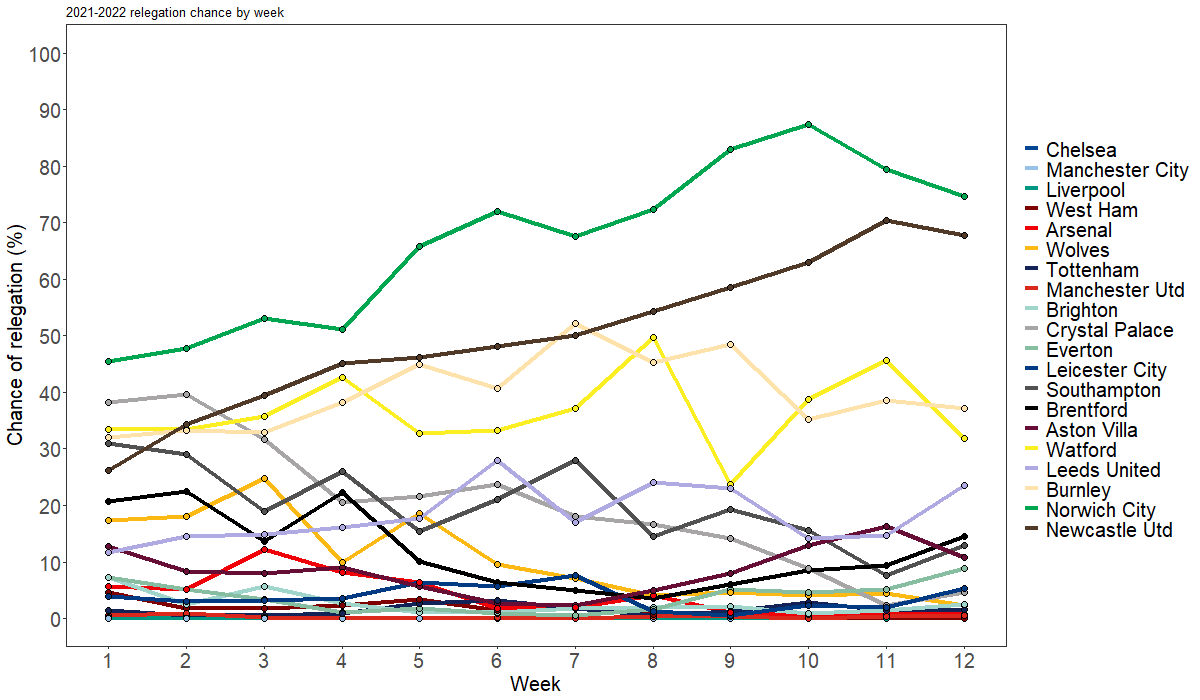 2021-2022 relegation chance by week
Chance of relegation (%)
100
90
80
70
60
50
40
30
20
10
0
1 2 3 4 5 6 7 8 9 10 11 12
Week
Chelsea
Manchester City
Liverpool
West Ham
Arsenal
Wolves
Tottenham
Manchester Utd
Brighton
Crystal Palace
Everton
Leicester City
Southampton
Brentford
Aston Villa
Watford
Leeds United
Burnley
Norwich City
Newcastle Utd